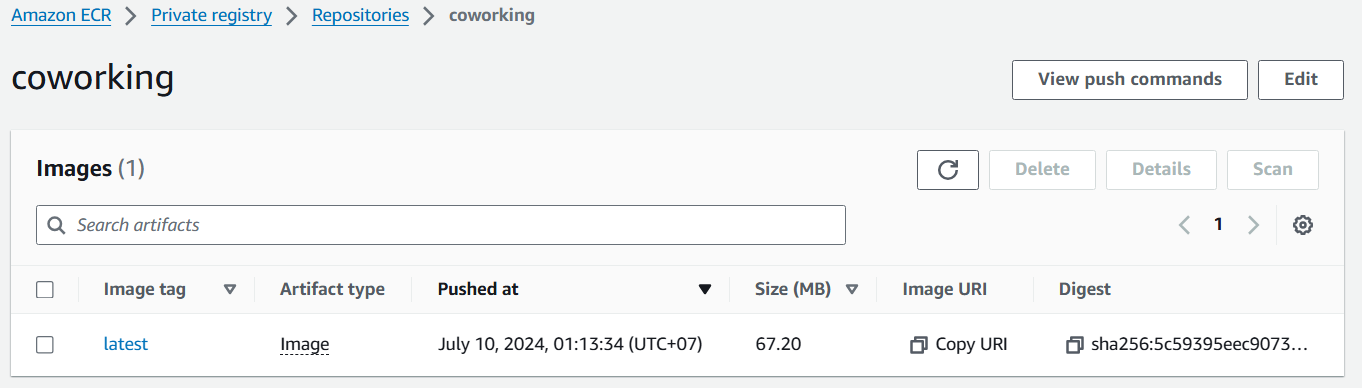 Amazon ECR > Private registry > Repositories > coworking
coworking
View push commands
Edit
Images (1)
Delete
Details
Scan
Search artifacts
1
Image tag Artifact type Pushed at Size (MB) Image URI Digest
latest Image July 10, 2024, 01:13:34 (UTC+07) 67.20 Copy URI sha256:5c59395eec9073...